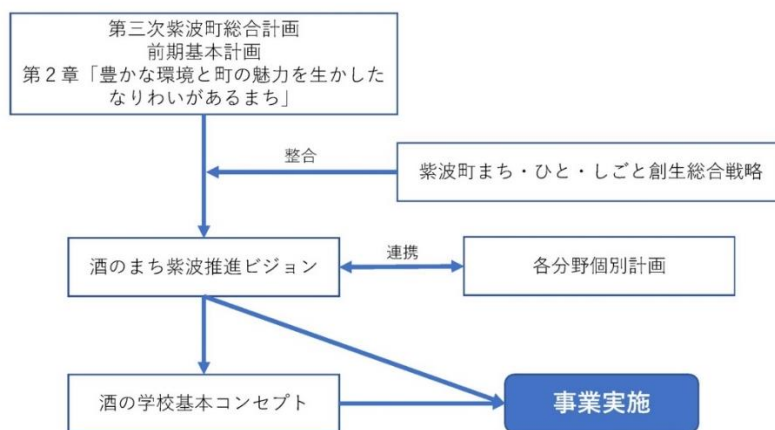 第三次紫波町総合計画
前期基本計画
第２章「豊かな環境と町の魅力を生かした
なりわいがあるまち」
整合
紫波町まち・ひと・しごと創生総合戦略
酒のまち紫波推進ビジョン
連携
各分野個別計画
酒の学校基本コンセプト
事業実施